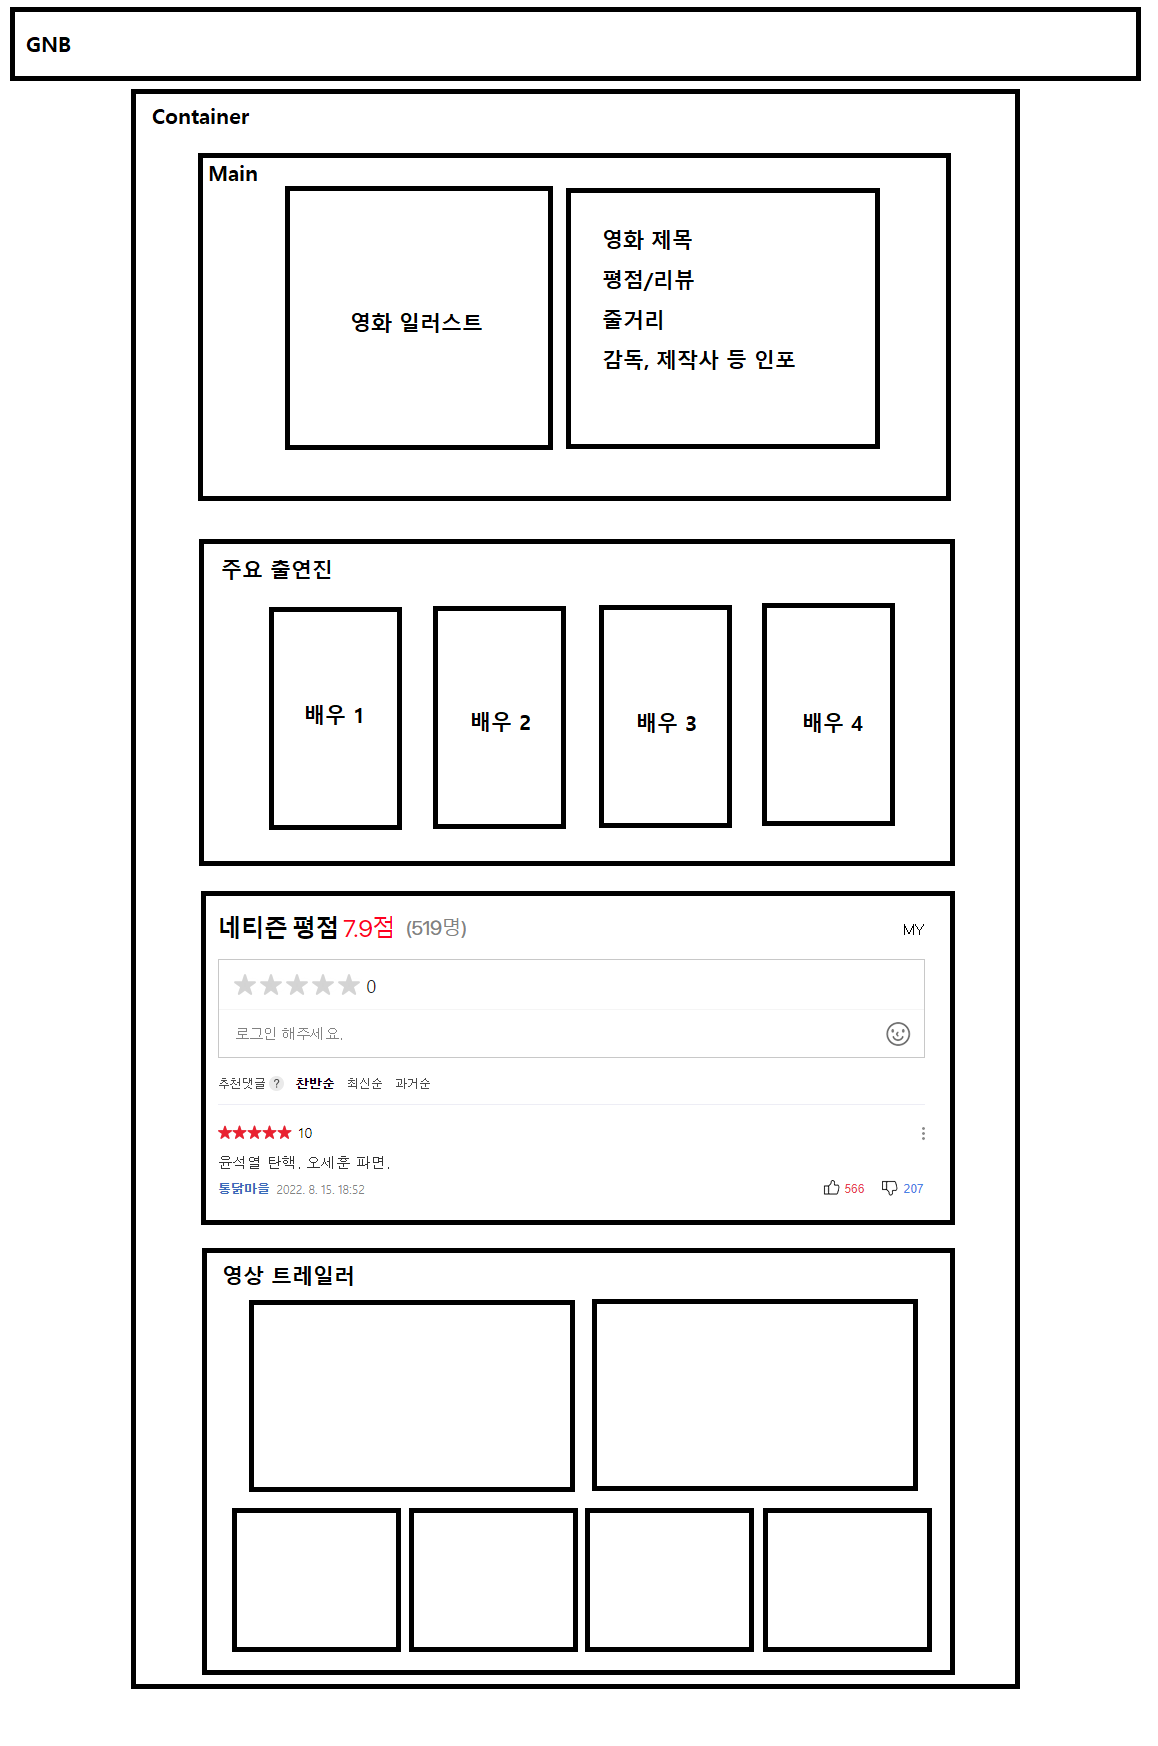 GNB
Container
Main
영화 일러스트
영화 제목
평점/리뷰
줄거리
감독, 제작사 등 인포
주요 출연진
배우 1
배우 2
배우 3
배우 4
네티즌 평점 7.9점 (519명)
MY
0
로그인 해주세요.
추천댓글 ? 찬반순 최신순 과거순
10
윤석열 탄핵. 오세훈 파면.
통닭마을 2022. 8. 15. 18:52
566 207
영상 트레일러